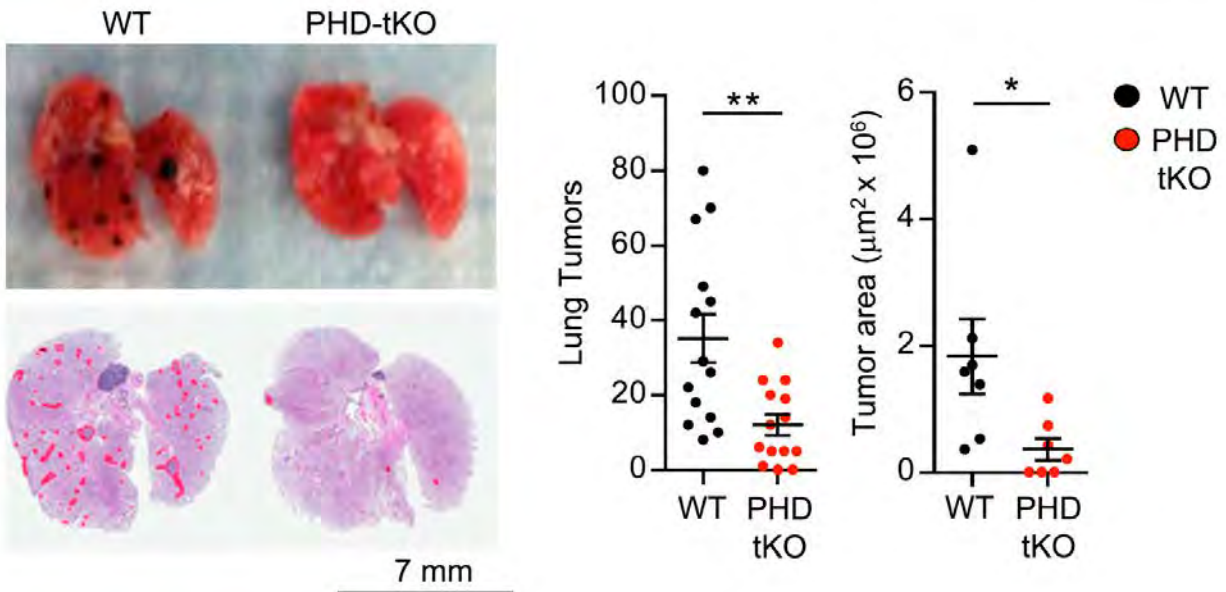 WT
PHD-tKO
7 mm
Lung Tumors
100
80
60
40
20
0
**
WT
PHD
tKO
Tumor area (μm² x 10⁶)
6
4
2
0
*
WT
PHD
tKO
WT
PHD
tKO